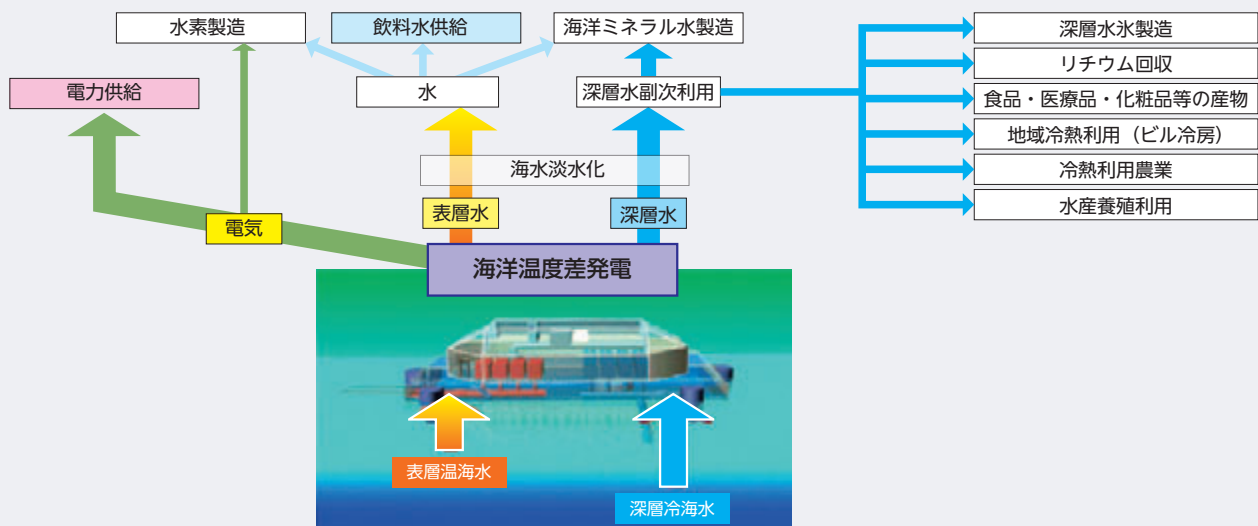 水素製造
飲料水供給
海洋ミネラル水製造
深層水氷製造
リチウム回収
電力供給
水
深層水副次利用
食品・医療品・化粧品等の産物
地域冷熱利用（ビル冷房）
海水淡水化
冷熱利用農業
表層水
深層水
水産養殖利用
電気
海洋温度差発電
表層温海水
深層冷海水